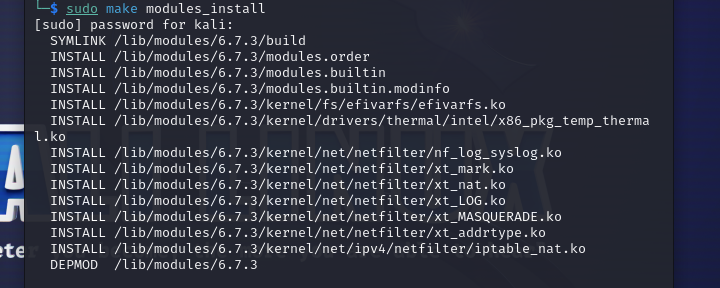 └─$ sudo make modules_install
[sudo] password for kali:
SYMLINK /lib/modules/6.7.3/build
INSTALL /lib/modules/6.7.3/modules.order
INSTALL /lib/modules/6.7.3/modules.builtin
INSTALL /lib/modules/6.7.3/modules.builtin.modinfo
INSTALL /lib/modules/6.7.3/kernel/fs/efivarfs/efivarfs.ko
INSTALL /lib/modules/6.7.3/kernel/drivers/thermal/intel/x86_pkg_temp_therma
l.ko
INSTALL /lib/modules/6.7.3/kernel/net/netfilter/nf_log_syslog.ko
INSTALL /lib/modules/6.7.3/kernel/net/netfilter/xt_mark.ko
INSTALL /lib/modules/6.7.3/kernel/net/netfilter/xt_nat.ko
INSTALL /lib/modules/6.7.3/kernel/net/netfilter/xt_LOG.ko
INSTALL /lib/modules/6.7.3/kernel/net/netfilter/xt_MASQUERADE.ko
INSTALL /lib/modules/6.7.3/kernel/net/netfilter/xt_addrtype.ko
INSTALL /lib/modules/6.7.3/kernel/net/ipv4/netfilter/iptable_nat.ko
DEPMOD /lib/modules/6.7.3